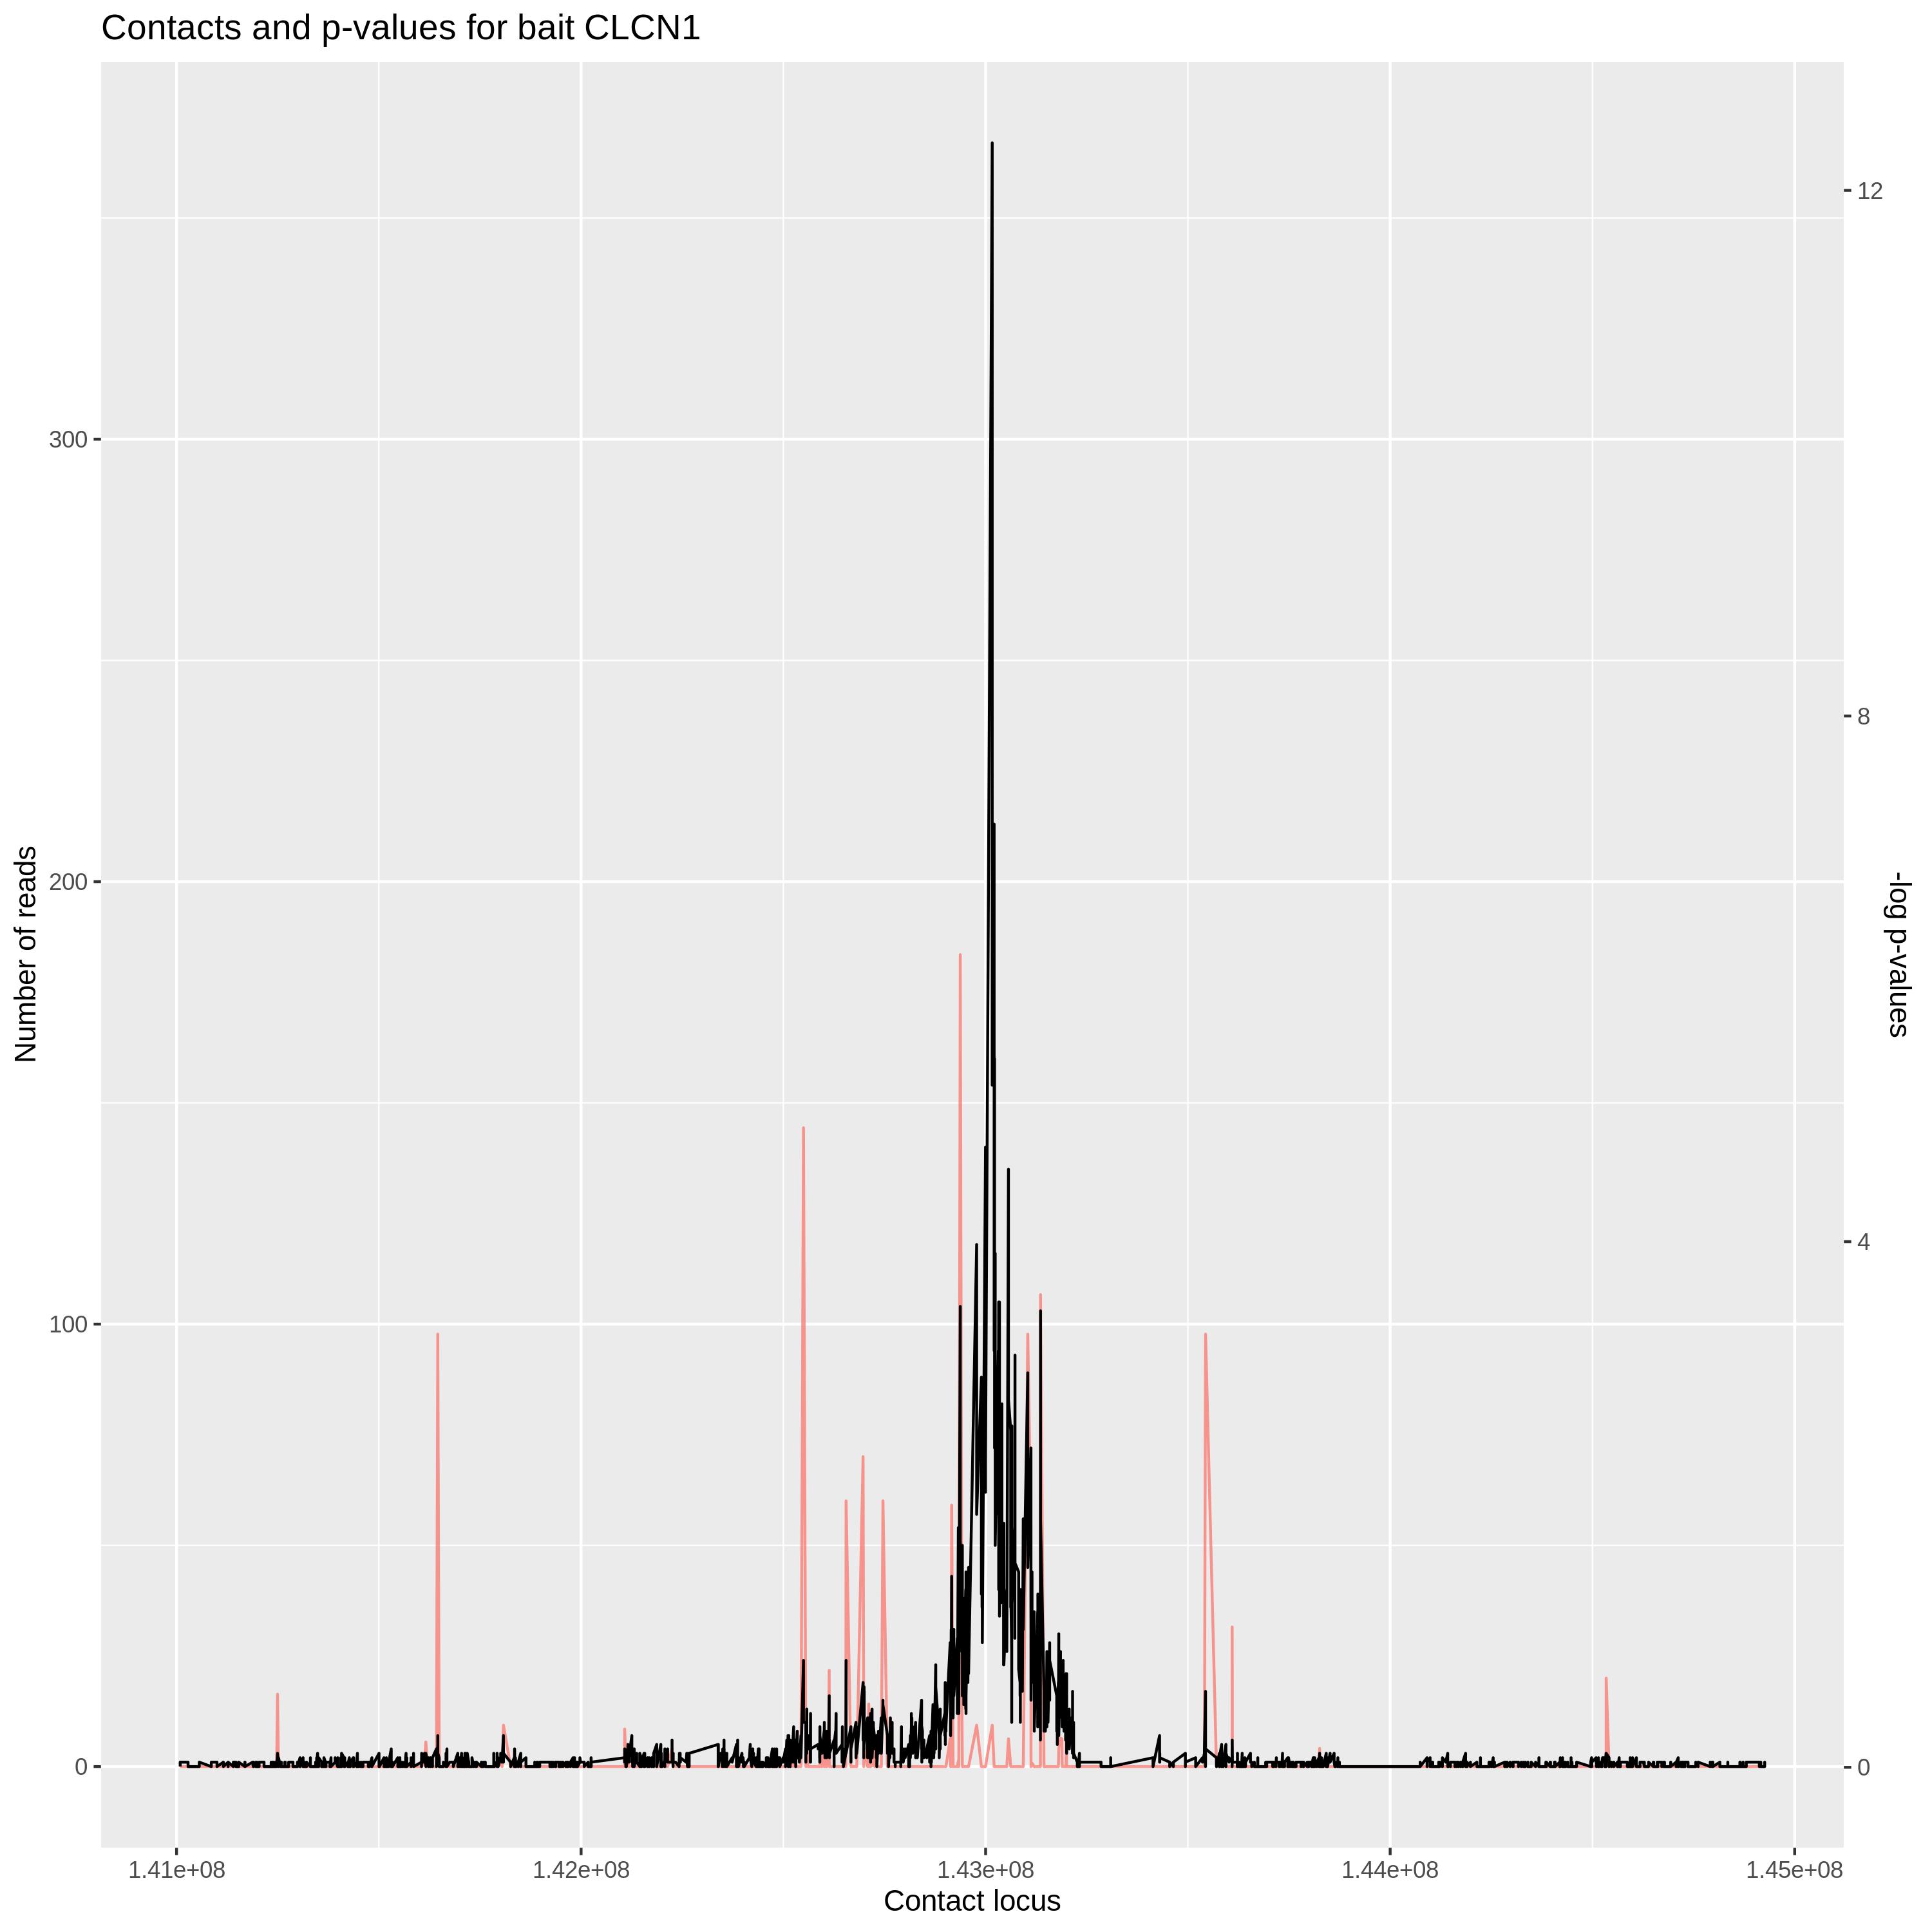 Contacts and p-values for bait CLCN1
Number of reads
300
200
100
0
12
8
4
0
-log p-values
1.41e+08
1.42e+08
1.43e+08
1.44e+08
1.45e+08
Contact locus